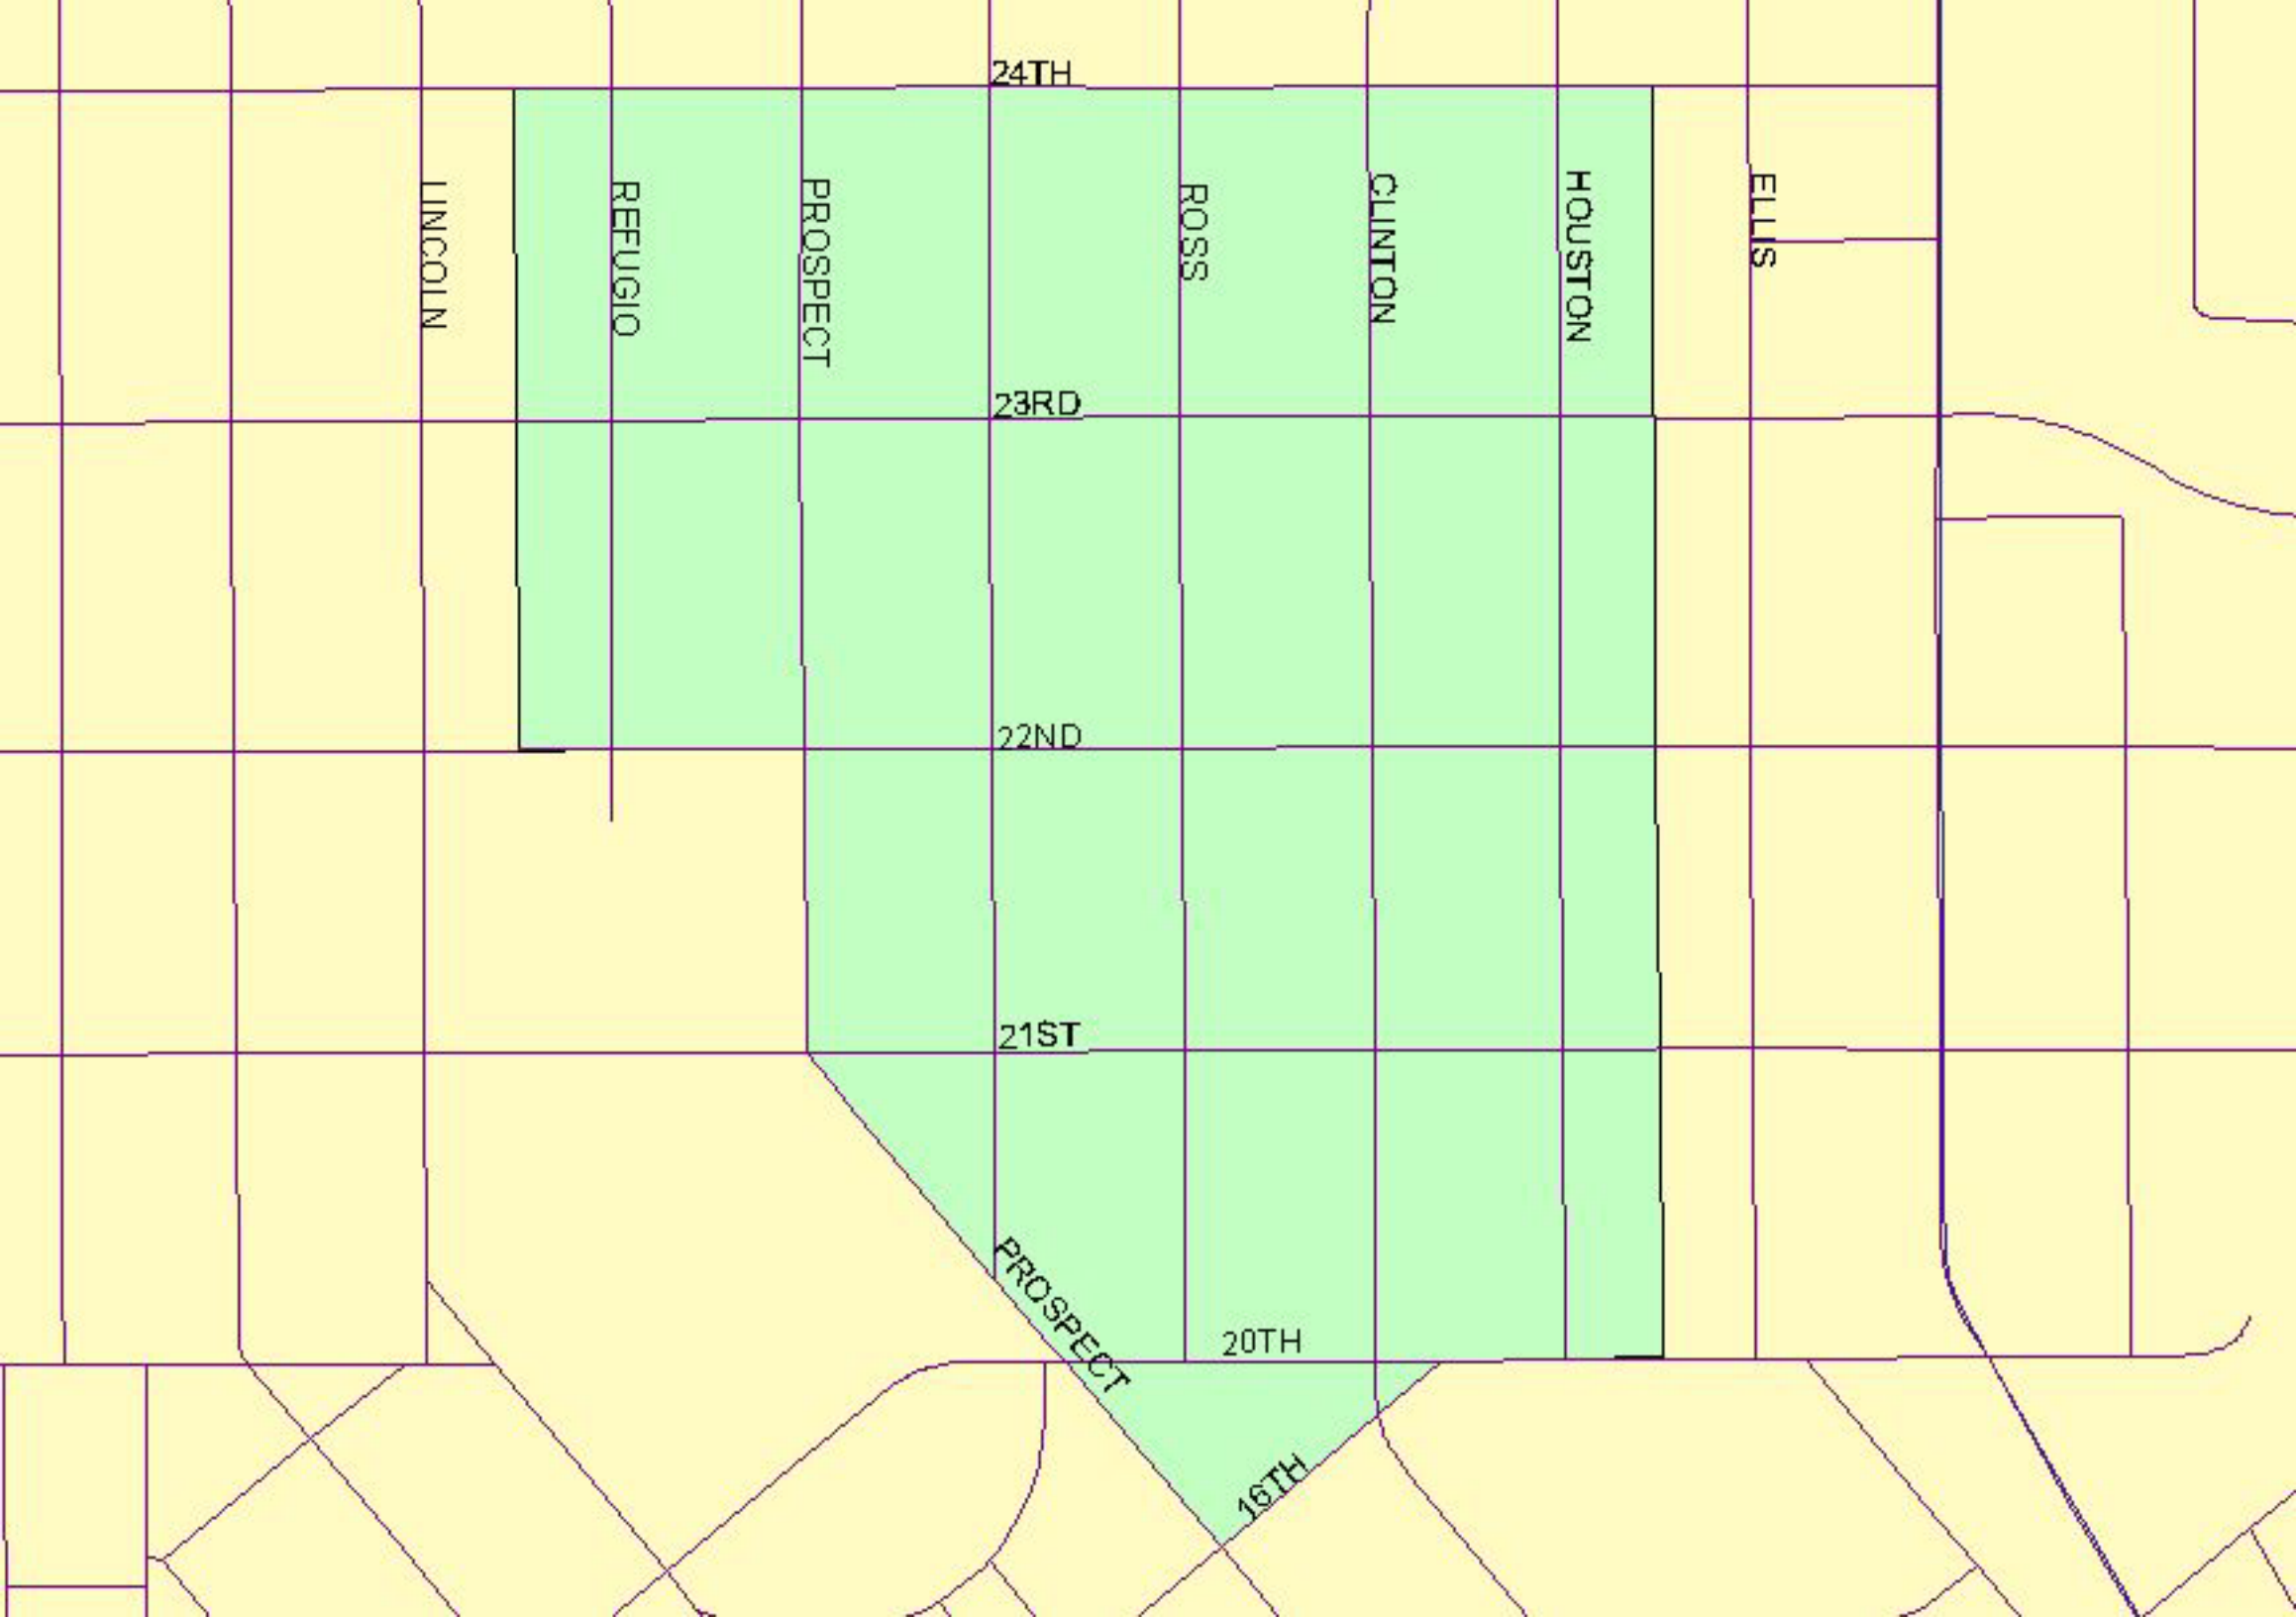 24TH
LINCOLN
REFUGIO
PROSPECT
ROSS
CLINTON
HOUSTON
ELLIS
23RD
22ND
21ST
PROSPECT
20TH
16TH